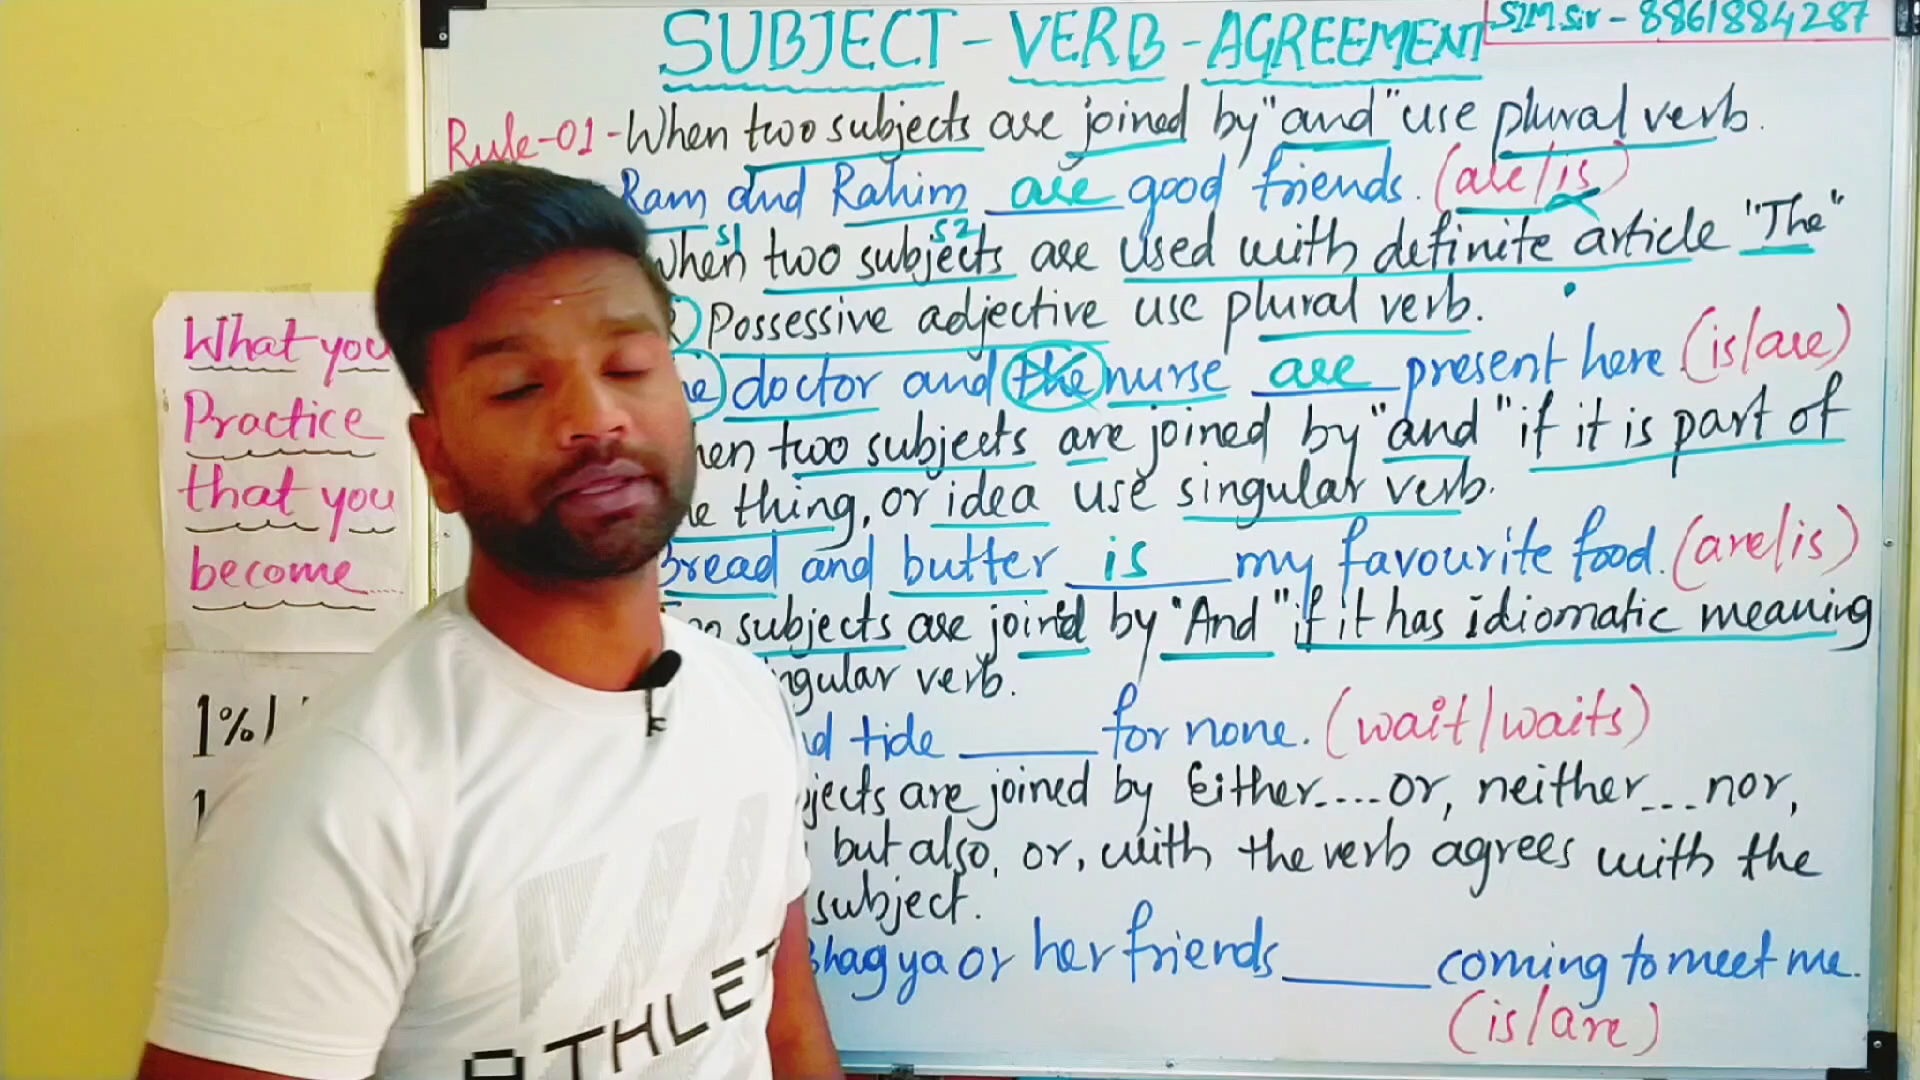 SUBJECT-VERB-AGREEMENT
SIM Sir - 8861884287
Rule-01-When two subjects are joined by "and" use plural verb.
Ram and Rahim are good friends. (are/is)
S1 S2
When two subjects are used with definite article "The"
Possessive adjective use plural verb.
doctor and the nurse are present here (is/are)
two subjects are joined by "and" if it is part of
thing, or idea use singular verb.
Bread and butter is my favourite food. (are/is)
subjects are joined by "And" if it has idiomatic meaning
verb.
tide ____ for none. (wait/waits)
are joined by Either....or, neither...nor,
but also, or, with the verb agrees with the
subject.
Bhagya or her friends ____ coming to meet me.
(is/are)
What you
Practice
that you
become....
1%